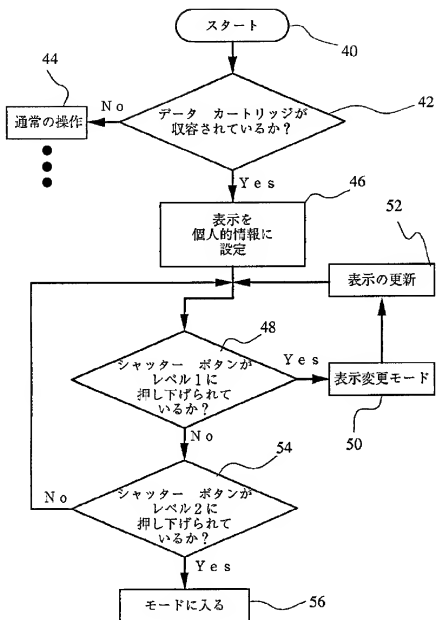 スタート
40
44
No
データ カートリッジが
収容されているか?
42
通常の操作
Yes
46
表示を
個人的情報に
設定
52
表示の更新
48
シャッター ボタンが
レベル1に
押し下げられて
いるか?
Yes
表示変更モード
50
No
54
No
シャッター ボタンが
レベル2に
押し下げられて
いるか?
Yes
モードに入る
56